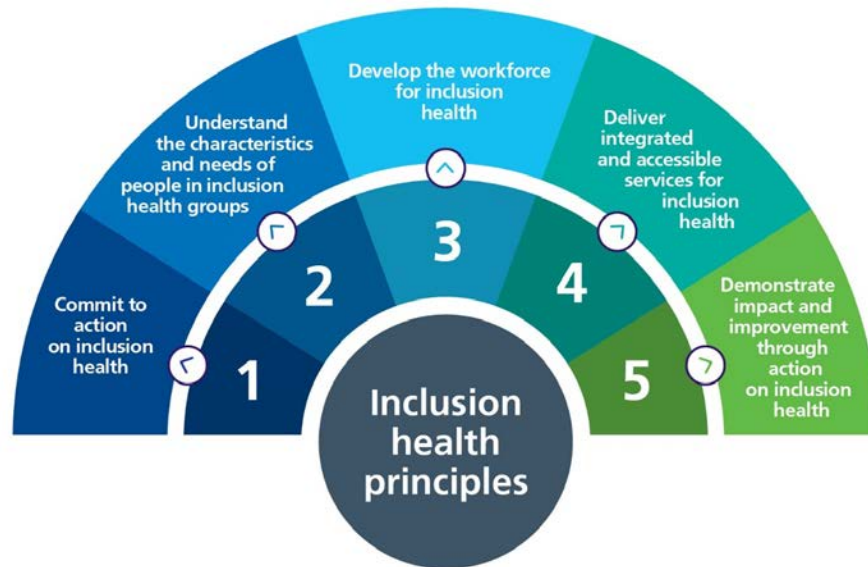 1
Commit to
action
on inclusion
health
2
Understand
the characteristics
and needs of
people in inclusion
health groups
3
Develop the workforce
for inclusion
health
4
Deliver
integrated
and accessible
services for
inclusion
health
5
Demonstrate
impact and
improvement
through
action
on inclusion
health
Inclusion
health
principles